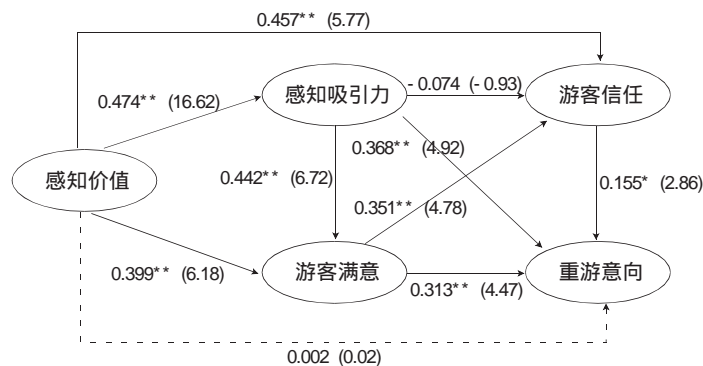 0.457** (5.77)
感知吸引力
- 0.074 (- 0.93)
游客信任
0.474** (16.62)
0.368** (4.92)
感知价值
0.442** (6.72)
0.155* (2.86)
0.351** (4.78)
0.399** (6.18)
游客满意
0.313** (4.47)
重游意向
0.002 (0.02)